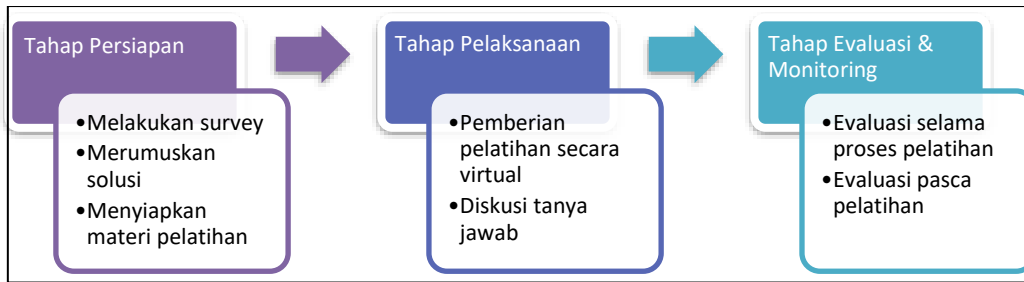 Tahap Persiapan
•Melakukan survey
•Merumuskan
solusi
•Menyiapkan
materi pelatihan
Tahap Pelaksanaan
•Pemberian
pelatihan secara
virtual
•Diskusi tanya
jawab
Tahap Evaluasi &
Monitoring
•Evaluasi selama
proses pelatihan
•Evaluasi pasca
pelatihan